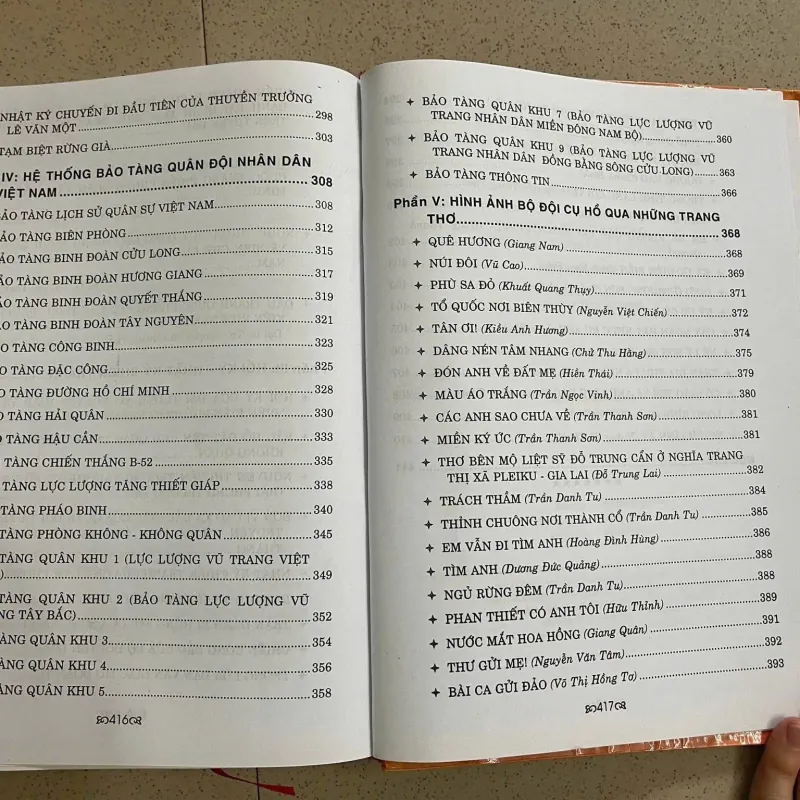 NHẬT KÝ CHUYẾN ĐI ĐẦU TIÊN CỦA THUYỀN TRƯỞNG
LÊ VĂN MỘT 298
TẠM BIỆT RỪNG GIÀ 303
IV: HỆ THỐNG BẢO TÀNG QUÂN ĐỘI NHÂN DÂN
VIỆT NAM 308
ẢO TÀNG LỊCH SỬ QUÂN SỰ VIỆT NAM 308
ẢO TÀNG BIÊN PHÒNG 312
ẢO TÀNG BINH ĐOÀN CỬU LONG 315
ẢO TÀNG BINH ĐOÀN HƯƠNG GIANG 317
ẢO TÀNG BINH ĐOÀN QUYẾT THẮNG 319
ẢO TÀNG BINH ĐOÀN TÂY NGUYÊN 321
O TÀNG CÔNG BINH 323
O TÀNG ĐẶC CÔNG 325
O TÀNG ĐƯỜNG HỒ CHÍ MINH 328
O TÀNG HẢI QUÂN 330
O TÀNG HẬU CẦN 333
TÀNG CHIẾN THẮNG B-52 335
TÀNG LỰC LƯỢNG TĂNG THIẾT GIÁP 338
TÀNG PHÁO BINH 340
TÀNG PHÒNG KHÔNG - KHÔNG QUÂN 345
TÀNG QUÂN KHU 1 (LỰC LƯỢNG VŨ TRANG VIỆT
) 349
TÀNG QUÂN KHU 2 (BẢO TÀNG LỰC LƯỢNG VŨ
NG TÂY BẮC) 352
ÀNG QUÂN KHU 3 354
ÀNG QUÂN KHU 4 356
ÀNG QUÂN KHU 5 358
416
BẢO TÀNG QUÂN KHU 7 (BẢO TÀNG LỰC LƯỢNG VŨ
TRANG NHÂN DÂN MIỀN ĐÔNG NAM BỘ) 360
BẢO TÀNG QUÂN KHU 9 (BẢO TÀNG LỰC LƯỢNG VŨ
TRANG NHÂN DÂN ĐỒNG BẰNG SÔNG CỬU LONG) 363
BẢO TÀNG THÔNG TIN 366
Phần V: HÌNH ẢNH BỘ ĐỘI CỤ HỒ QUA NHỮNG TRANG
THƠ 368
QUÊ HƯƠNG (Giang Nam) 368
NÚI ĐÔI (Vũ Cao) 369
PHÙ SA ĐỎ (Khuất Quang Thụy) 371
TỔ QUỐC NƠI BIÊN THÙY (Nguyễn Việt Chiến) 372
TÂN ƠI! (Kiều Anh Hương) 374
DÂNG NÉN TÂM NHANG (Chử Thu Hằng) 375
ĐÓN ANH VỀ ĐẤT MẸ (Hiên Thái) 379
MÀU ÁO TRẮNG (Trần Ngọc Vinh) 380
CÁC ANH SAO CHƯA VỀ (Trần Thanh Sơn) 381
MIỀN KÝ ỨC (Trần Thanh Sơn) 381
THƠ BÊN MỘ LIỆT SỸ ĐỖ TRUNG CẨN Ở NGHĨA TRANG
THỊ XÃ PLEIKU - GIA LAI (Đỗ Trung Lai) 382
TRÁCH THẦM (Trần Danh Tu) 384
THỈNH CHUÔNG NƠI THÀNH CỔ (Trần Danh Tu) 385
EM VẪN ĐI TÌM ANH (Hoàng Đình Hùng) 386
TÌM ANH (Dương Đức Quảng) 388
NGỦ RỪNG ĐÊM (Trần Danh Tu) 388
PHAN THIẾT CÓ ANH TÔI (Hữu Thỉnh) 389
NƯỚC MẮT HOA HỒNG (Giang Quân) 391
THƯ GỬI MẸ! (Nguyễn Văn Tâm) 392
BÀI CA GỬI ĐẢO (Võ Thị Hồng Tơ) 393
417